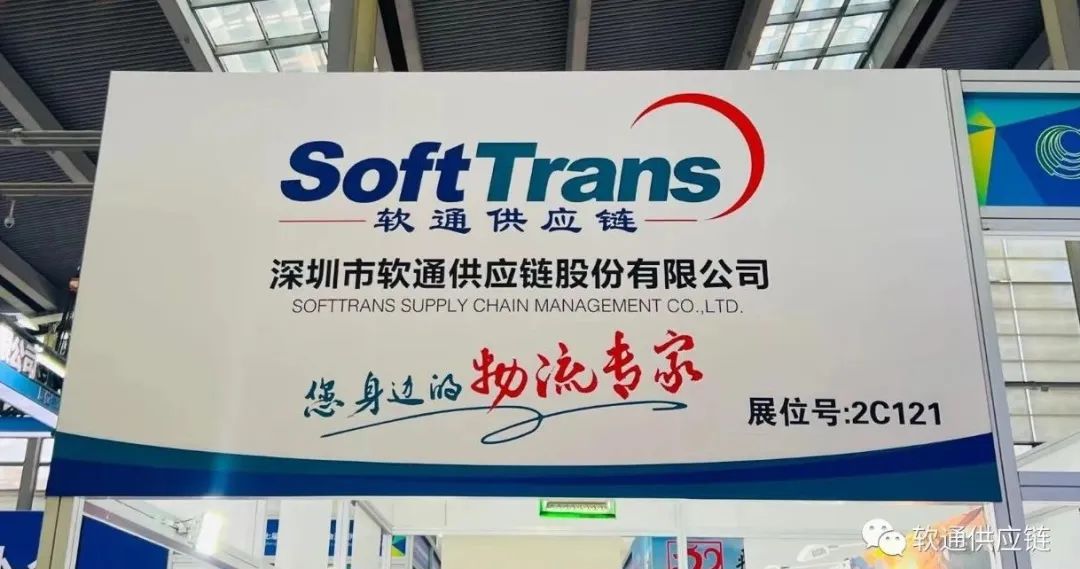 SoftTrans
软通供应链
深圳市软通供应链股份有限公司
SOFTTRANS SUPPLY CHAIN MANAGEMENT CO.,LTD.
您身边的物流专家
展位号:2C121
软通供应链